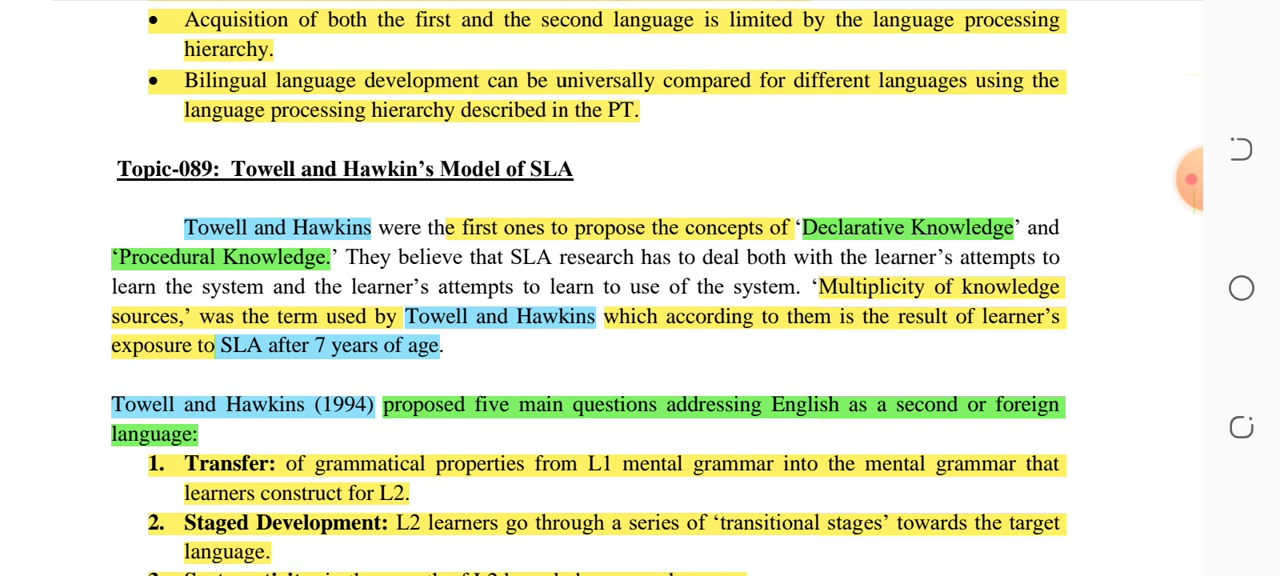 • Acquisition of both the first and the second language is limited by the language processing
hierarchy.
• Bilingual language development can be universally compared for different languages using the
language processing hierarchy described in the PT.
Topic-089: Towell and Hawkin’s Model of SLA
Towell and Hawkins were the first ones to propose the concepts of ‘Declarative Knowledge’ and
‘Procedural Knowledge.’ They believe that SLA research has to deal both with the learner’s attempts to
learn the system and the learner’s attempts to learn to use of the system. ‘Multiplicity of knowledge
sources,’ was the term used by Towell and Hawkins which according to them is the result of learner’s
exposure to SLA after 7 years of age.
Towell and Hawkins (1994) proposed five main questions addressing English as a second or foreign
language:
1. Transfer: of grammatical properties from L1 mental grammar into the mental grammar that
learners construct for L2.
2. Staged Development: L2 learners go through a series of ‘transitional stages’ towards the target
language.